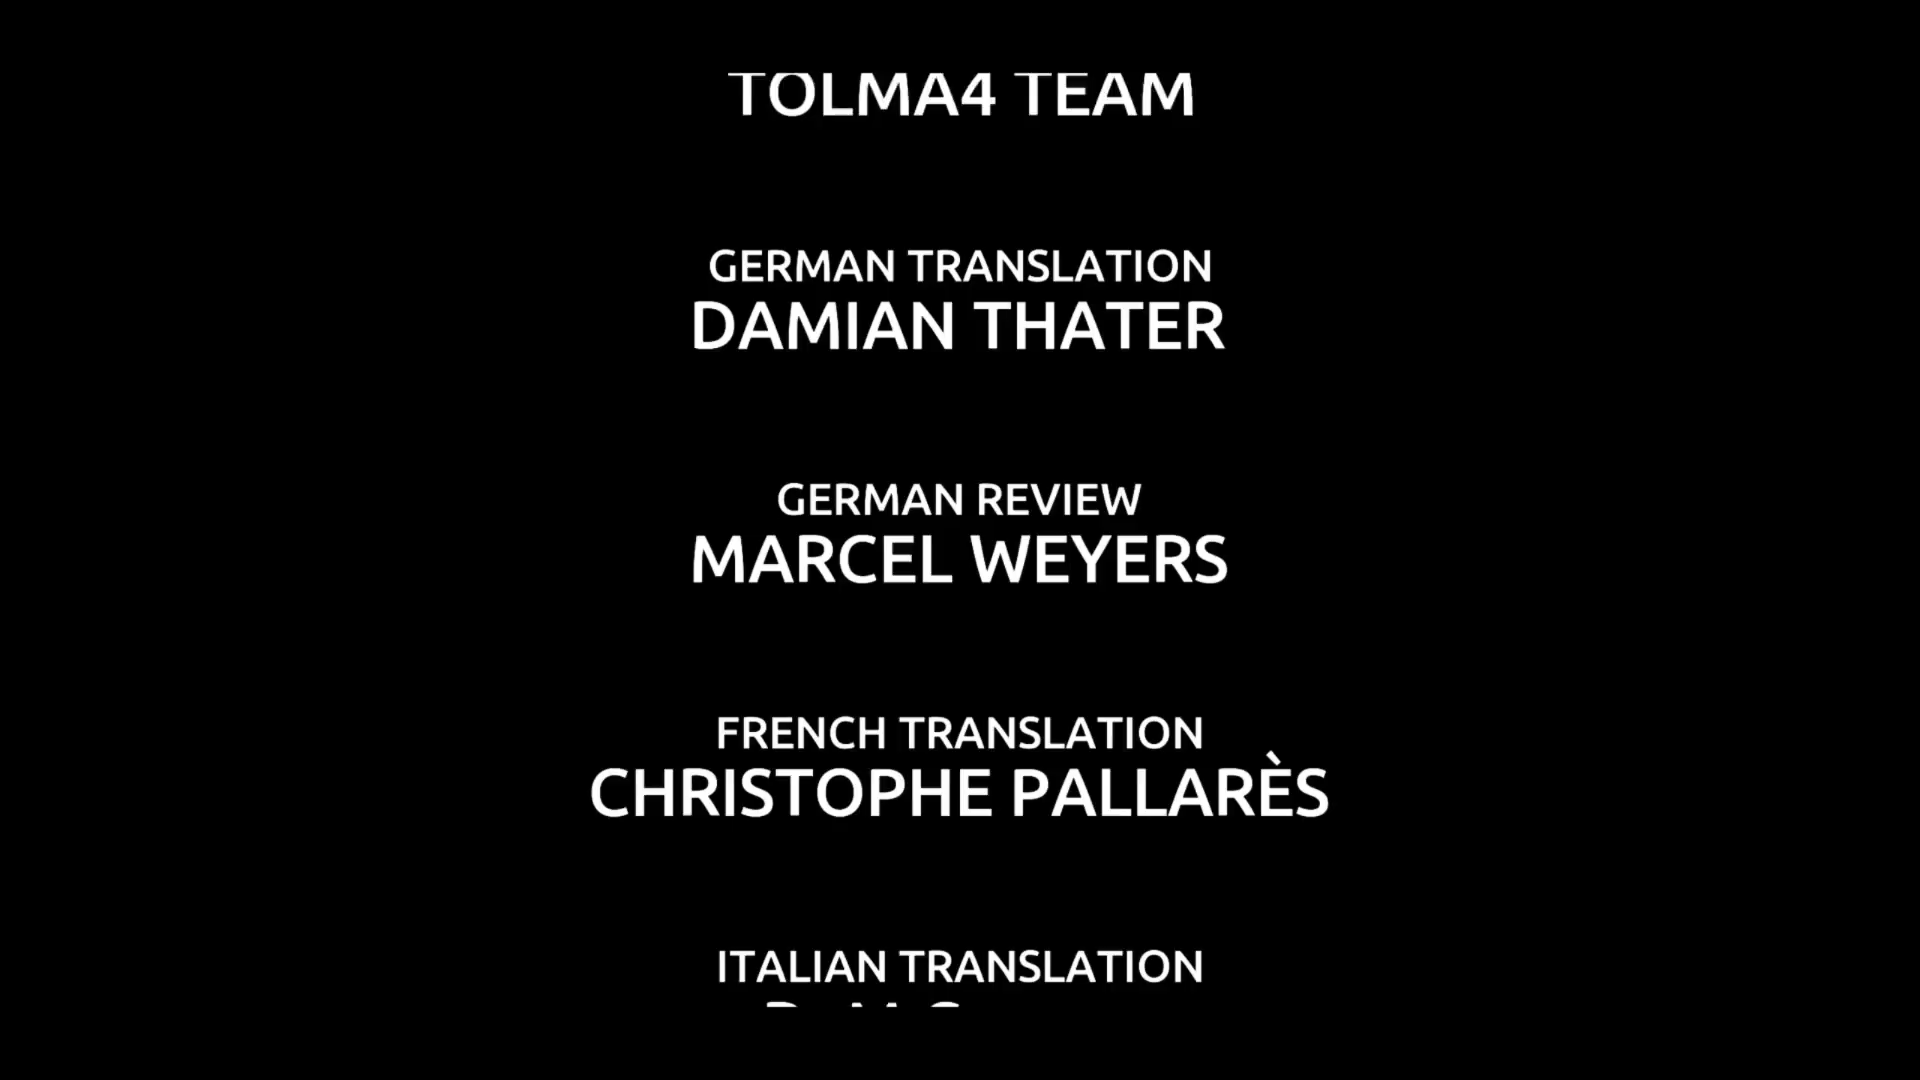 TOLMA4 TEAM
GERMAN TRANSLATION
DAMIAN THATER
GERMAN REVIEW
MARCEL WEYERS
FRENCH TRANSLATION
CHRISTOPHE PALLARÈS
ITALIAN TRANSLATION